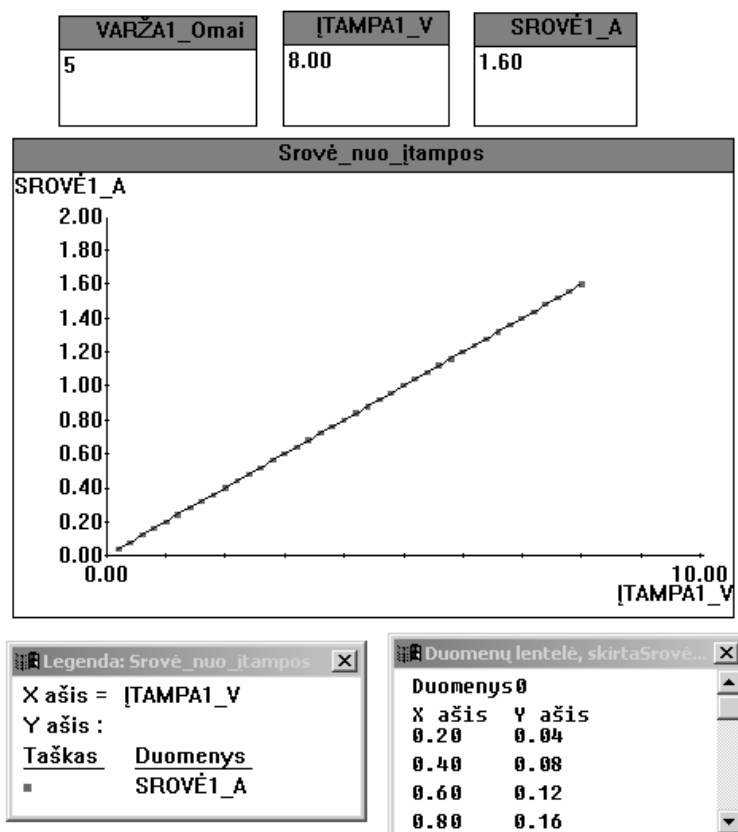 VARŽA1_Omai
5
ĮTAMPA1_V
8.00
SROVĖ1_A
1.60
Srovė_nuo_įtampos
SROVĖ1_A
2.00
1.80
1.60
1.40
1.20
1.00
0.80
0.60
0.40
0.20
0.00
0.00
10.00
ĮTAMPA1_V
Legenda: Srovė_nuo_įtampos
X ašis = ĮTAMPA1_V
Y ašis :
Taškas Duomenys
SROVĖ1_A
Duomenų lentelė, skirtaSrovė...
Duomenys0
X ašis Y ašis
0.20 0.04
0.40 0.08
0.60 0.12
0.80 0.16